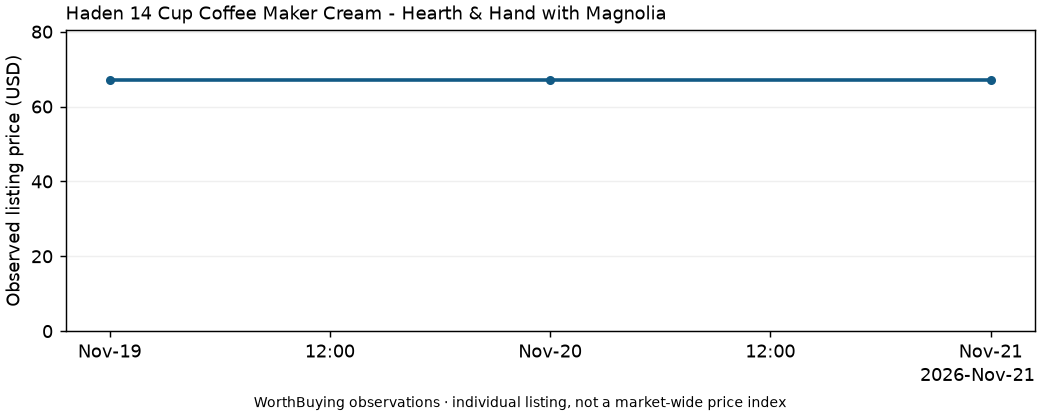 Haden 14 Cup Coffee Maker Cream - Hearth & Hand with Magnolia
Observed listing price (USD)
80
60
40
20
0
Nov-19 12:00 Nov-20 12:00 Nov-21
2026-Nov-21
WorthBuying observations · individual listing, not a market-wide price index